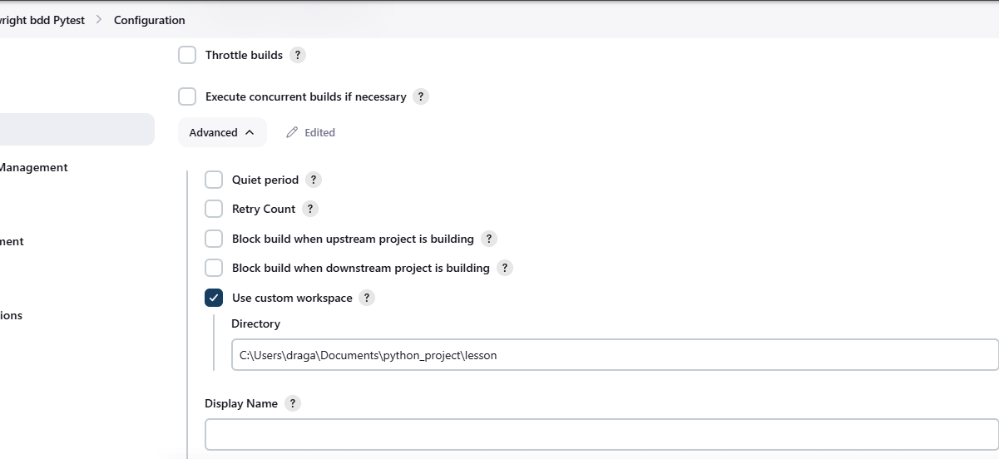 wright bdd Pytest > Configuration
Throttle builds ?
Execute concurrent builds if necessary ?
Advanced Edited
Management
Quiet period ?
Retry Count ?
Block build when upstream project is building ?
ment
Block build when downstream project is building ?
Use custom workspace ?
tions
Directory
C:\Users\draga\Documents\python_project\lesson
Display Name ?